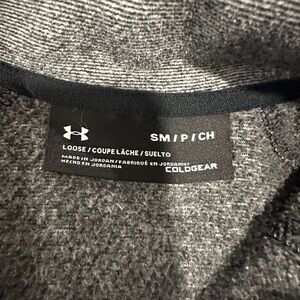 SM / P / CH
LOOSE / COUPE LÂCHE / SUELTO
MADE IN JORDAN / FABRIQUÉ EN JORDANIE/
HECHO EN JORDANIA
COLDGEAR